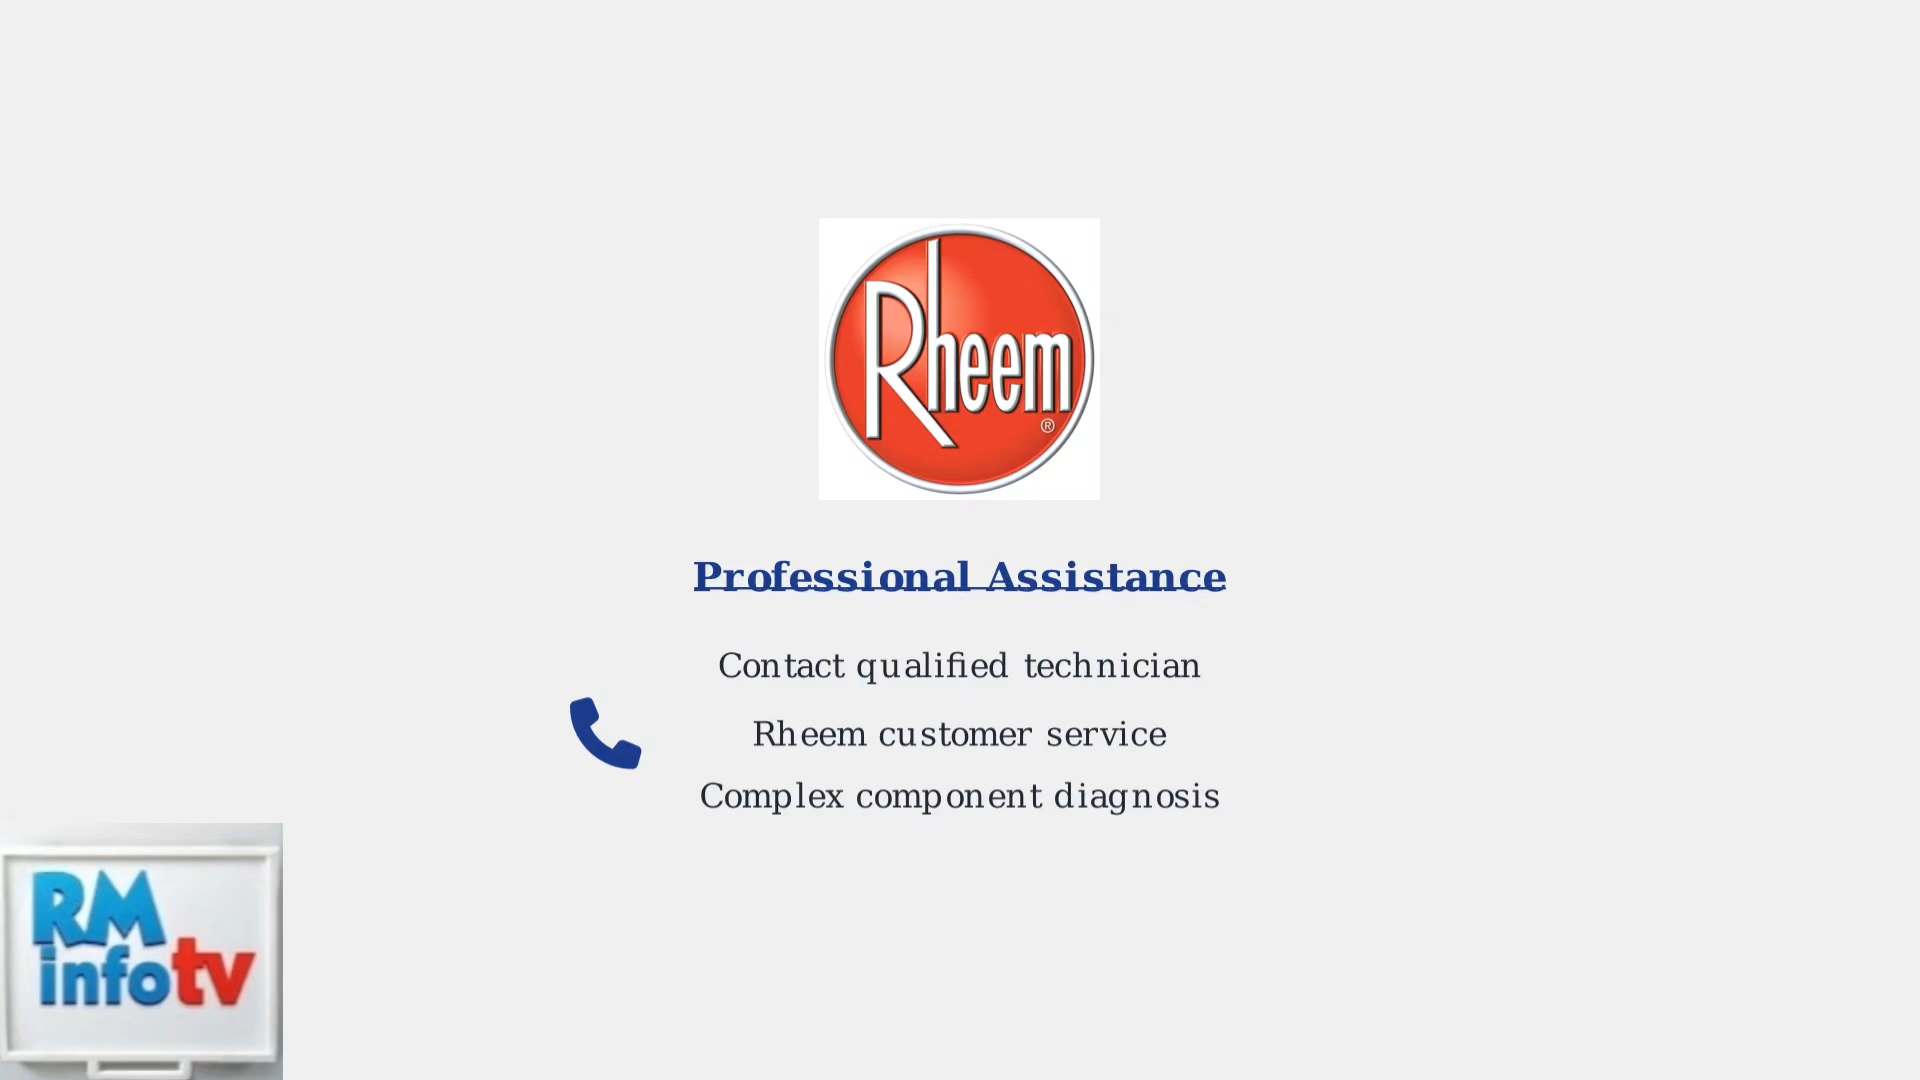 Rheem
®
Professional Assistance
Contact qualified technician
Rheem customer service
Complex component diagnosis
RM
infotv